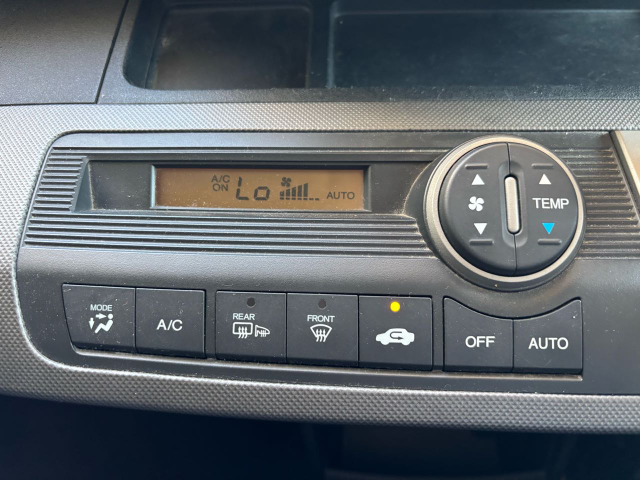 A/C
ON
Lo
AUTO
TEMP
MODE
A/C
REAR
FRONT
OFF
AUTO